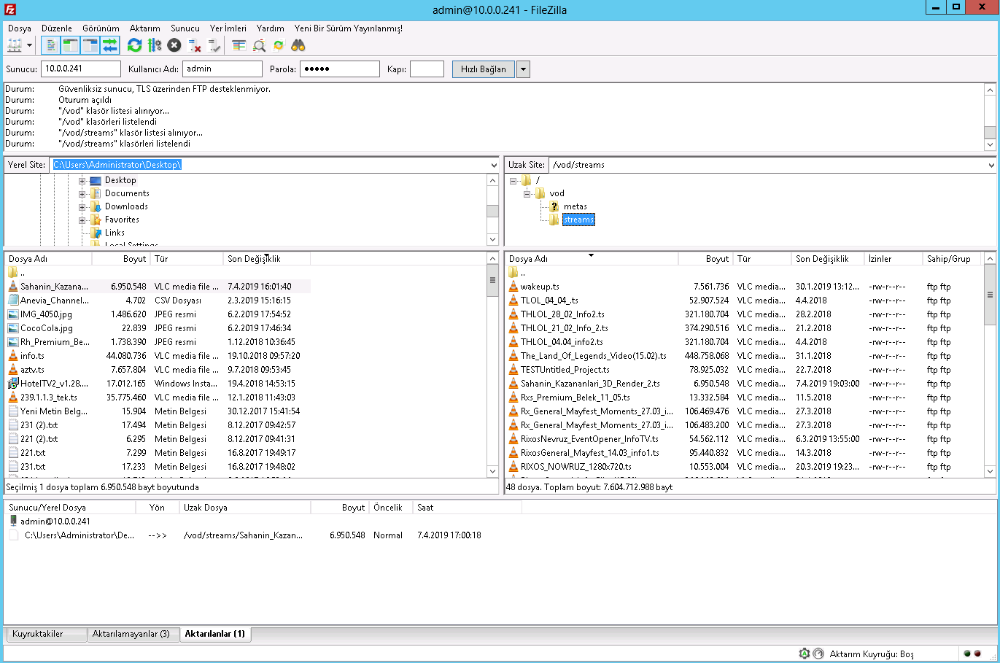 admin@10.0.0.241 - FileZilla
Dosya Düzenle Görünüm Aktarım Sunucu Yer İmleri Yardım Yeni Bir Sürüm Yayınlanmış!
Sunucu: 10.0.0.241 Kullanıcı Adı: admin Parola: ●●●●● Kapı: Hızlı Bağlan
Durum: Güvenliksiz sunucu, TLS üzerinden FTP desteklenmiyor.
Durum: Oturum açıldı
Durum: "/vod" klasör listesi alınıyor...
Durum: "/vod" klasörleri listelendi
Durum: "/vod/streams" klasör listesi alınıyor...
Durum: "/vod/streams" klasörleri listelendi
Yerel Site: C:\Users\Administrator\Desktop\
Desktop
Documents
Downloads
Favorites
Links
Local Settings
Uzak Site: /vod/streams
/
vod
metas
streams
Dosya Adı Boyut Tür Son Değişiklik
..
Sahanin_Kazana... 6.950.548 VLC media file ... 7.4.2019 16:01:40
Anevia_Channel... 4.702 CSV Dosyası 2.3.2019 15:16:15
IMG_4050.jpg 1.486.620 JPEG resmi 6.2.2019 17:54:52
CocoCola.jpg 22.839 JPEG resmi 6.2.2019 17:46:34
Rh_Premium_Be... 1.738.390 JPEG resmi 1.12.2018 10:36:45
info.ts 44.080.736 VLC media file ... 19.10.2018 09:57:20
aztv.ts 7.657.804 VLC media file ... 9.7.2018 09:53:45
HotelTV2_v1.28.... 17.012.165 Windows Insta... 19.4.2018 14:53:15
239.1.1.3_tek.ts 35.775.460 VLC media file ... 12.1.2018 11:43:03
Yeni Metin Belg... 15.904 Metin Belgesi 30.12.2017 15:41:54
231 (2).txt 17.494 Metin Belgesi 8.12.2017 09:42:57
221 (2).txt 6.295 Metin Belgesi 8.12.2017 09:41:31
221.txt 7.299 Metin Belgesi 16.8.2017 19:49:17
231.txt 17.233 Metin Belgesi 16.8.2017 19:48:02
Seçilmiş 1 dosya toplam 6.950.548 bayt boyutunda
Dosya Adı Boyut Tür Son Değişiklik İzinler Sahip/Grup
..
wakeup.ts 7.561.736 VLC media... 30.1.2019 13:12... -rw-r--r-- ftp ftp
TLOL_04_04_.ts 52.907.524 VLC media... 4.4.2018 -rw-r--r-- ftp ftp
THLOL_28_02_Info2.ts 321.180.704 VLC media... 28.2.2018 -rw-r--r-- ftp ftp
THLOL_21_02_Info_2.ts 374.290.516 VLC media... 21.2.2018 -rw-r--r-- ftp ftp
THLOL_04.04_info2.ts 321.180.704 VLC media... 4.4.2018 -rw-r--r-- ftp ftp
The_Land_Of_Legends_Video(15.02).ts 448.758.068 VLC media... 31.1.2018 -rw-r--r-- ftp ftp
TESTUntitled_Project.ts 78.925.032 VLC media... 22.7.2018 -rw-r--r-- ftp ftp
Sahanin_Kazananlari_3D_Render_2.ts 6.950.548 VLC media... 7.4.2019 19:03:00 -rw-r--r-- ftp ftp
Rxs_Premium_Belek_11_05.ts 13.332.584 VLC media... 11.5.2018 -rw-r--r-- ftp ftp
Rx_General_Mayfest_Moments_27.03_i... 106.469.476 VLC media... 27.3.2018 -rw-r--r-- ftp ftp
Rx_General_Mayfest_Moments_27.03_i... 106.483.200 VLC media... 27.3.2018 -rw-r--r-- ftp ftp
RixosNevruz_EventOpener_InfoTV.ts 54.562.112 VLC media... 6.3.2019 13:55:00 -rw-r--r-- ftp ftp
RixosGeneral_Mayfest_14.03_info1.ts 95.440.832 VLC media... 14.3.2018 -rw-r--r-- ftp ftp
RIXOS_NOWRUZ_1280x720.ts 10.553.004 VLC media... 20.3.2019 19:23... -rw-r--r-- ftp ftp
48 dosya. Toplam boyut: 7.604.712.988 bayt
Sunucu/Yerel Dosya Yön Uzak Dosya Boyut Öncelik Saat
admin@10.0.0.241
C:\Users\Administrator\De... -->> /vod/streams/Sahanin_Kazan... 6.950.548 Normal 7.4.2019 17:00:18
Kuyruktakiler Aktarılamayanlar (3) Aktarılanlar (1)
Aktarım Kuyruğu: Boş